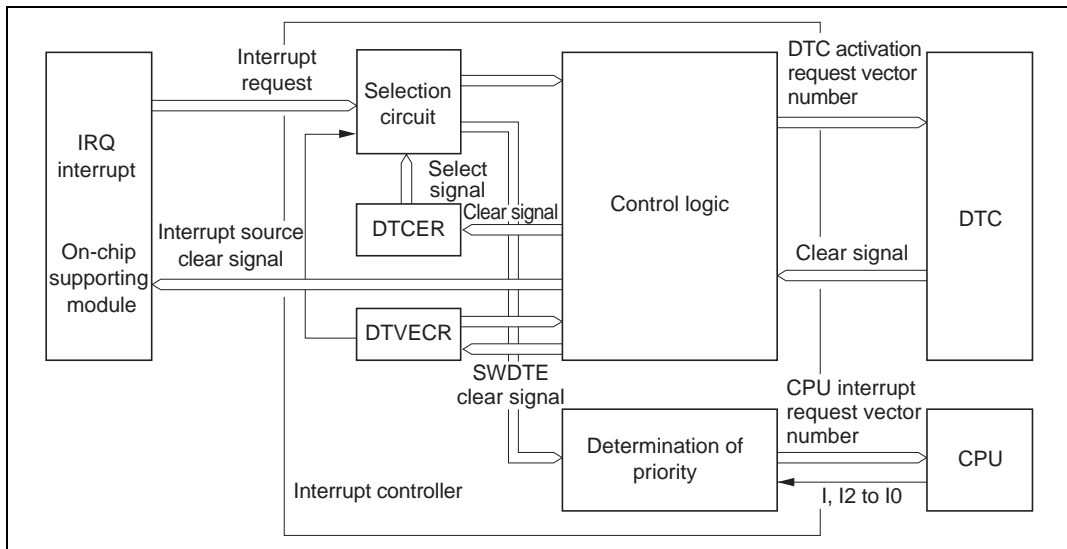 Interrupt
request
Selection
circuit
DTC activation
request vector
number
IRQ
interrupt
On-chip
supporting
module
Select
signal
DTCER
Clear signal
Control logic
DTC
Interrupt source
clear signal
Clear signal
DTVECR
SWDTE
clear signal
CPU interrupt
request vector
number
Determination of
priority
CPU
I, I2 to I0
Interrupt controller